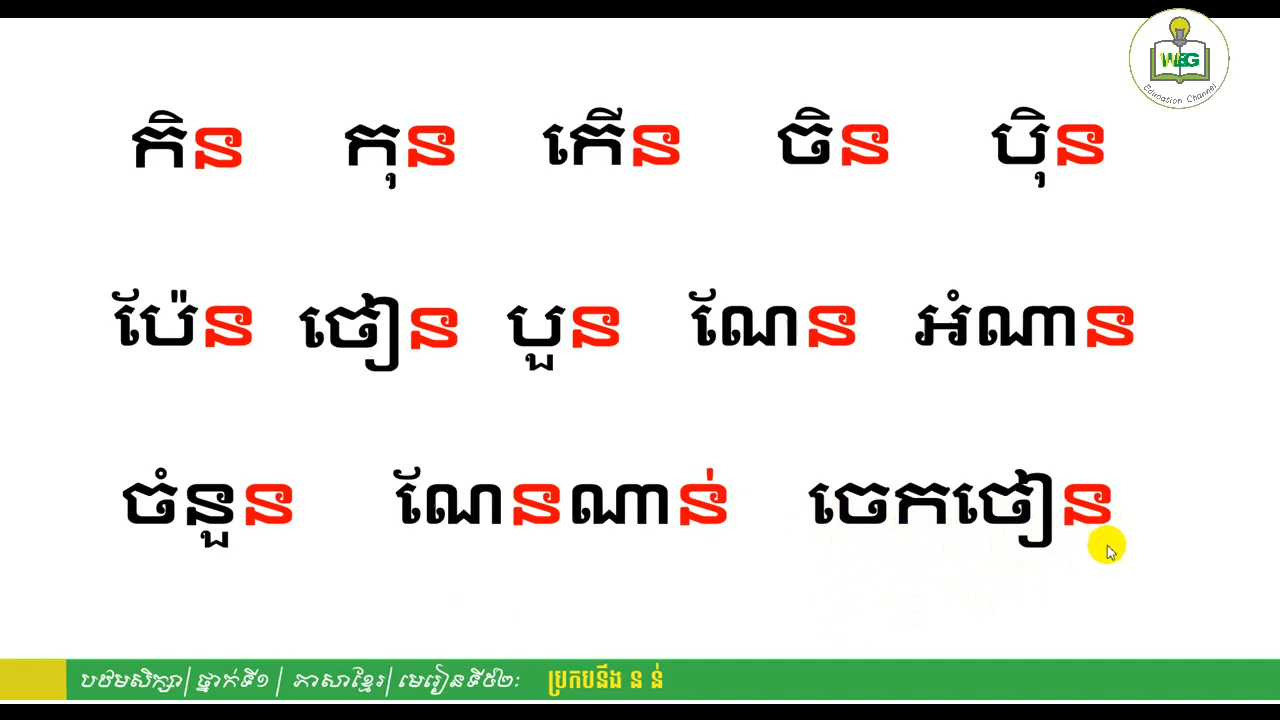 WEG
Education Channel
កិន កុន កើន ចិន ប៉ិន
ប៉ែន ចៀន បួន ណែន អំណាន
ចំនួន ណែនណាន់ ចេកចៀន
បឋមសិក្សា| ថ្នាក់ទី១ | ភាសាខ្មែរ| មេរៀនទី៥២: ប្រកបនឹង ន ន់